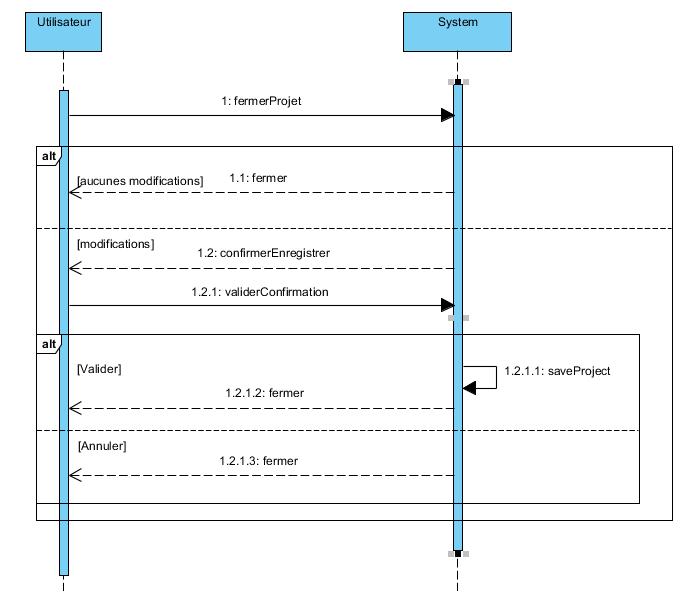 Utilisateur
System
1: fermerProjet
alt
[aucunes modifications]
1.1: fermer
[modifications]
1.2: confirmerEnregistrer
1.2.1: validerConfirmation
alt
[Valider]
1.2.1.1: saveProject
1.2.1.2: fermer
[Annuler]
1.2.1.3: fermer